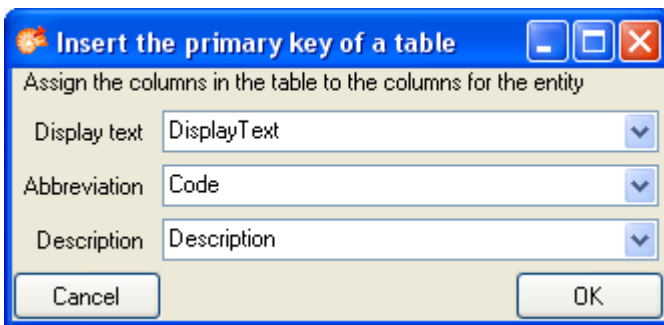 Insert the primary key of a table
Assign the columns in the table to the columns for the entity
Display text DisplayText
Abbreviation Code
Description Description
Cancel OK